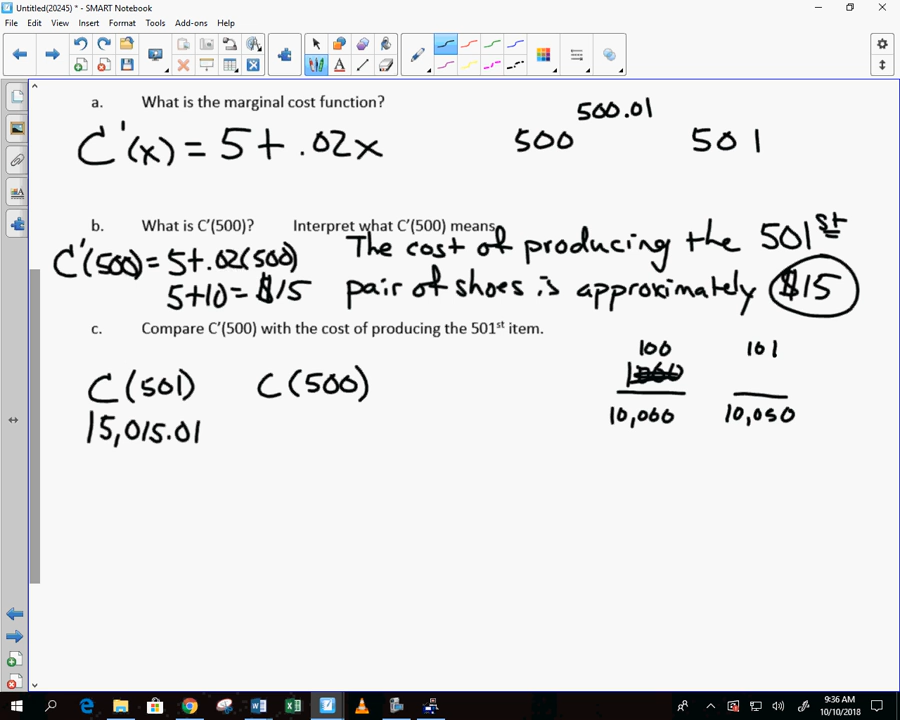 Untitled(20245) * - SMART Notebook
File Edit View Insert Format Tools Add-ons Help
a. What is the marginal cost function?
500.01
C'(x) = 5 + .02x
500 501
b. What is C'(500)? Interpret what C'(500) means.
C'(500) = 5+.02(500) The cost of producing the 501st
5+10 = $15 pair of shoes is approximately $15
c. Compare C'(500) with the cost of producing the 501st item.
100 101
C(501) C(500)
15,015.01 10,000 10,050
9:36 AM
10/10/2018